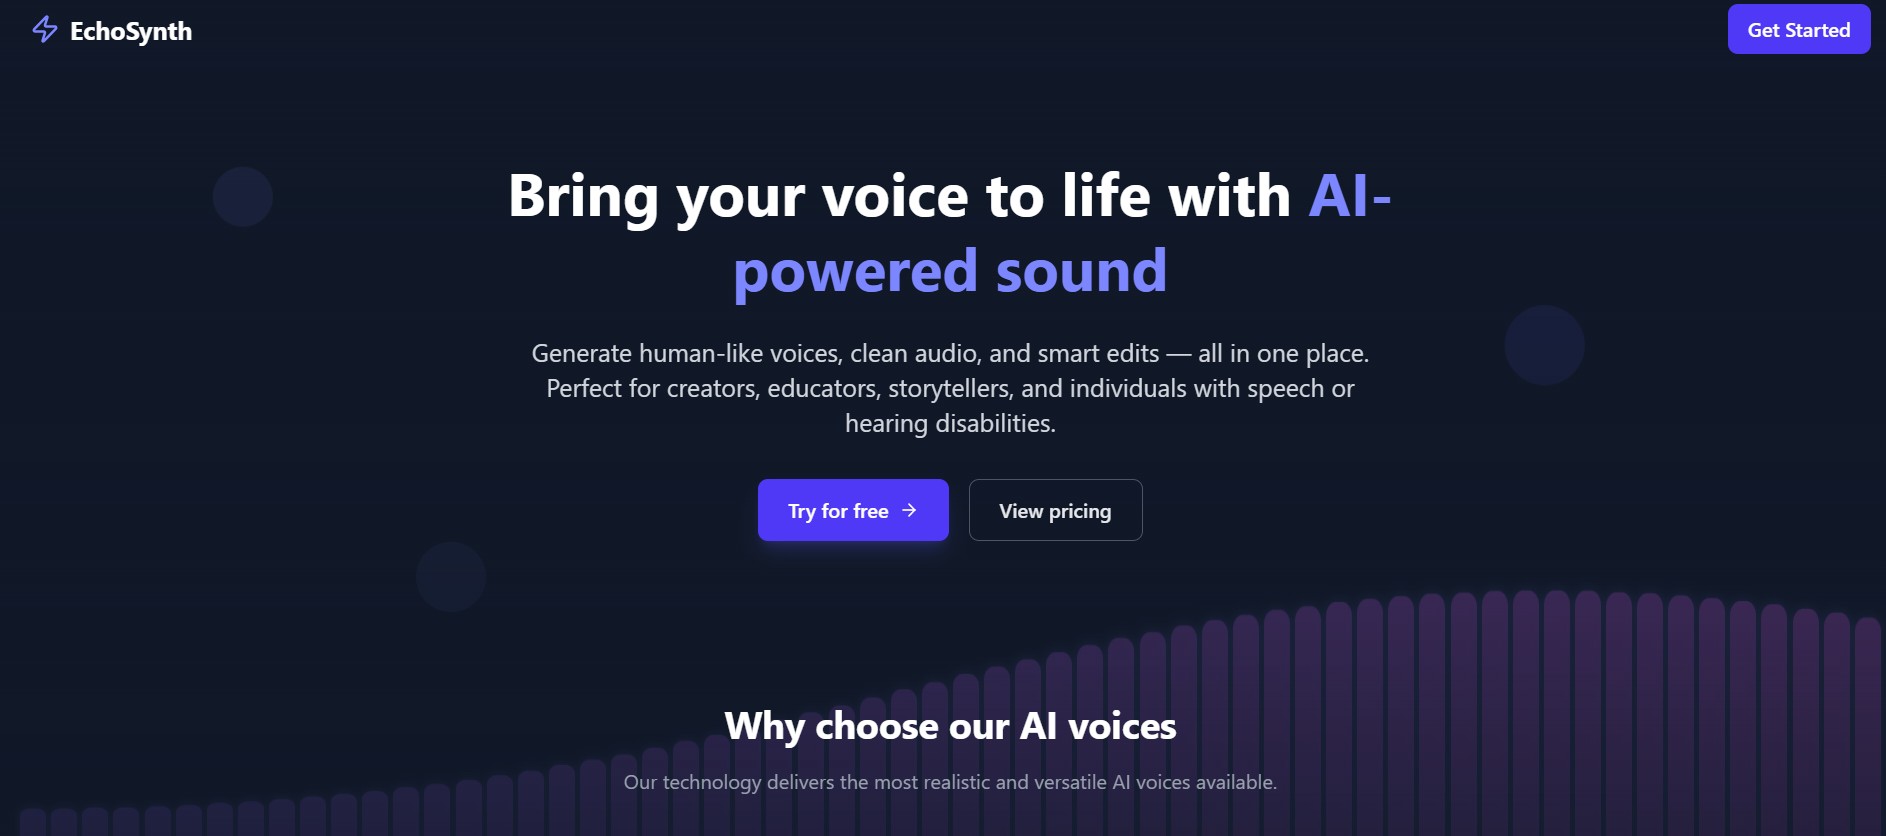 EchoSynth
Get Started
Bring your voice to life with AI-
powered sound
Generate human-like voices, clean audio, and smart edits — all in one place.
Perfect for creators, educators, storytellers, and individuals with speech or
hearing disabilities.
Try for free →
View pricing
Why choose our AI voices
Our technology delivers the most realistic and versatile AI voices available.